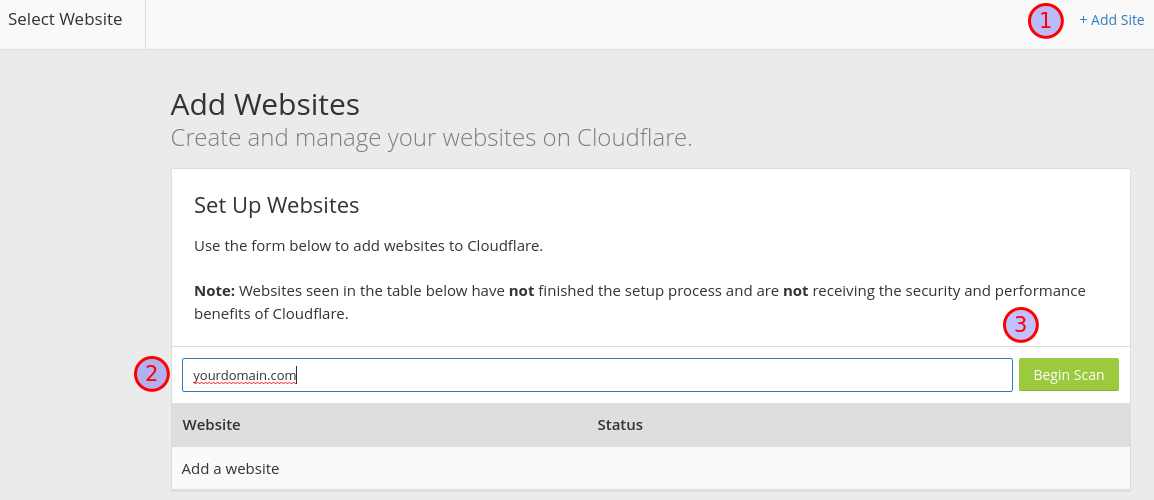 Select Website
1 + Add Site
Add Websites
Create and manage your websites on Cloudflare.
Set Up Websites
Use the form below to add websites to Cloudflare.
Note: Websites seen in the table below have not finished the setup process and are not receiving the security and performance
benefits of Cloudflare.
3
2 yourdomain.com Begin Scan
Website Status
Add a website